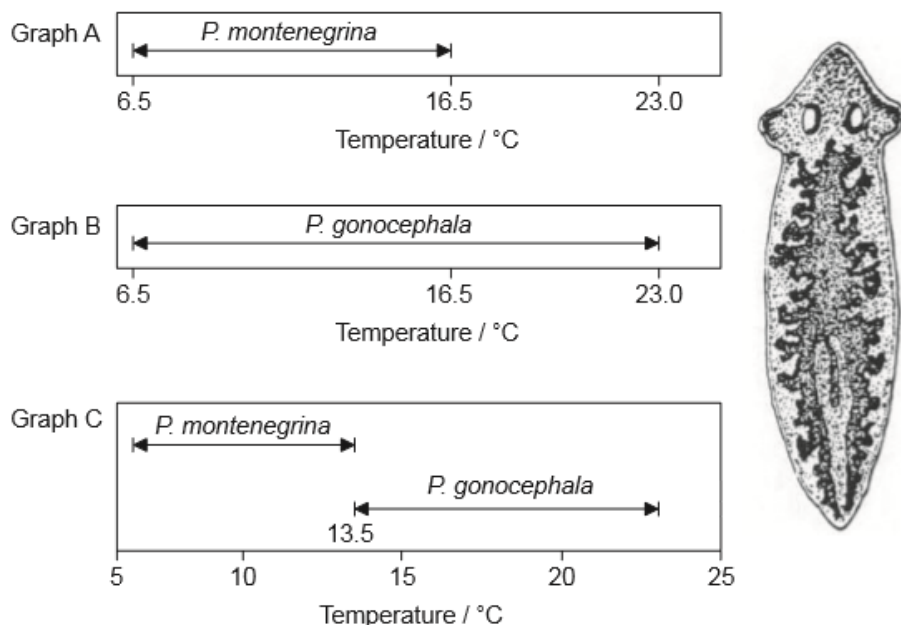 Graph A
P. montenegrina
6.5 16.5 23.0
Temperature / °C
Graph B
P. gonocephala
6.5 16.5 23.0
Temperature / °C
Graph C
P. montenegrina
P. gonocephala
13.5
5 10 15 20 25
Temperature / °C